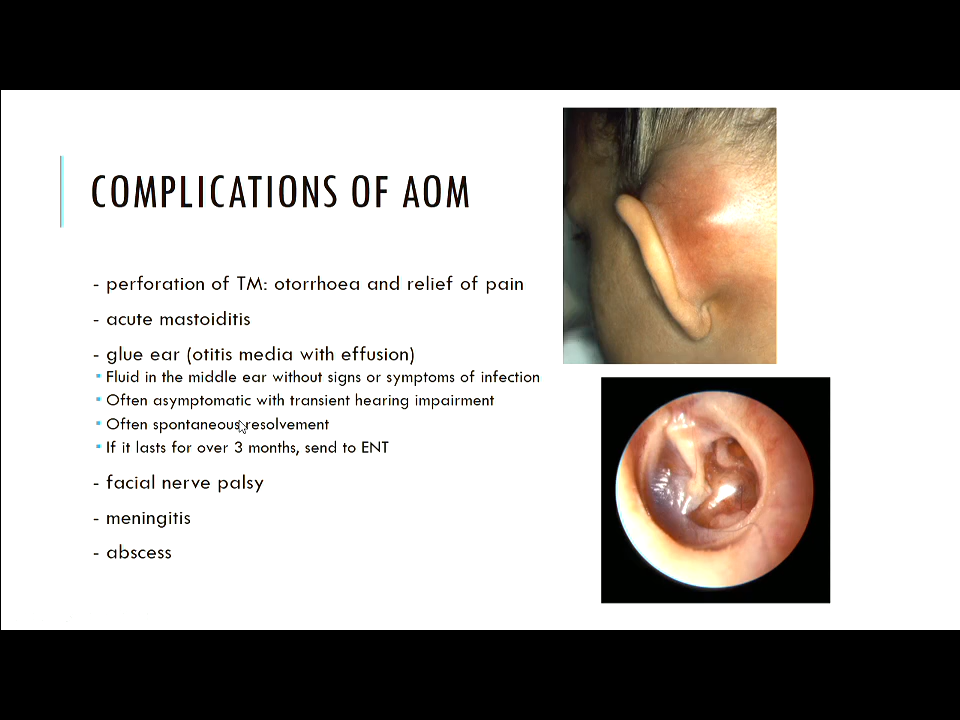 COMPLICATIONS OF AOM
- perforation of TM: otorrhoea and relief of pain
- acute mastoiditis
- glue ear (otitis media with effusion)
Fluid in the middle ear without signs or symptoms of infection
Often asymptomatic with transient hearing impairment
Often spontaneous resolvement
If it lasts for over 3 months, send to ENT
- facial nerve palsy
- meningitis
- abscess